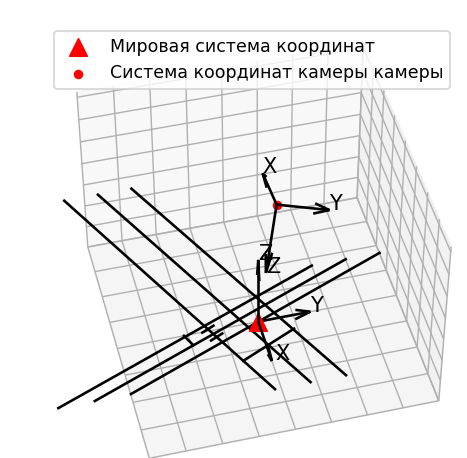 Мировая система координат
Система координат камеры камеры
X
Y
Z
Z
Y
X